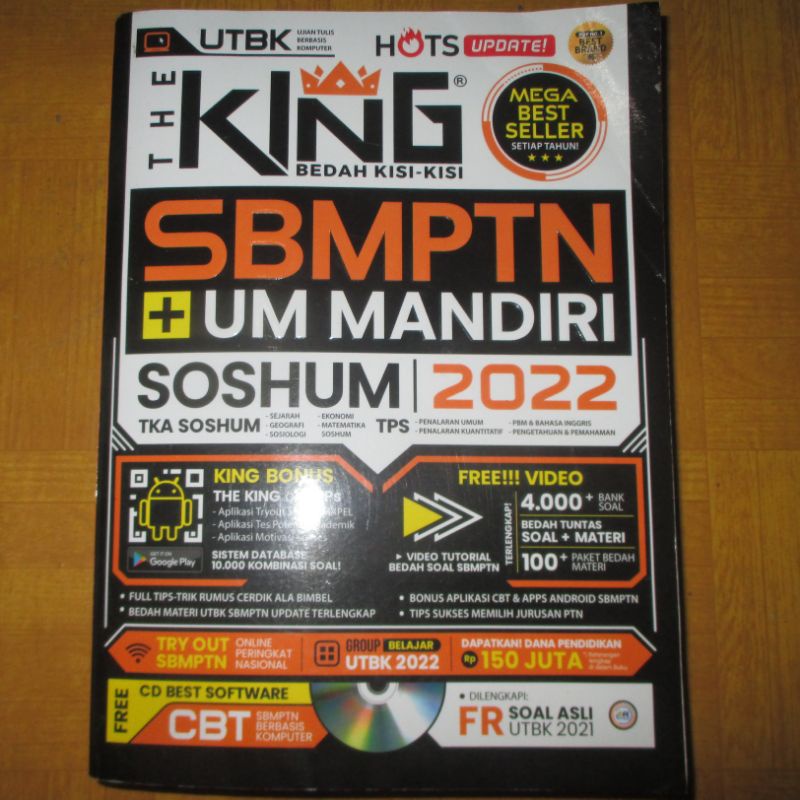 UTBK UJIAN TULIS BERBASIS KOMPUTER
HOTS UPDATE!
BEST BRAND
THE KING®
BEDAH KISI-KISI
MEGA BEST SELLER
SETIAP TAHUN!
SBMPTN
+ UM MANDIRI
SOSHUM | 2022
TKA SOSHUM
- SEJARAH
- GEOGRAFI
- SOSIOLOGI
- EKONOMI
- MATEMATIKA SOSHUM
TPS
- PENALARAN UMUM
- PENALARAN KUANTITATIF
- PBM & BAHASA INGGRIS
- PENGETAHUAN & PEMAHAMAN
KING BONUS
THE KING
- Aplikasi Tryout
- Aplikasi Tes
- Aplikasi Motivasi
GET IT ON
Google Play
SISTEM DATABASE
10.000 KOMBINASI SOAL!
FREE!!! VIDEO
▸ VIDEO TUTORIAL
BEDAH SOAL SBMPTN
TERLENGKAP!
4.000+ BANK SOAL
BEDAH TUNTAS
SOAL + MATERI
100+ PAKET BEDAH MATERI
• FULL TIPS-TRIK RUMUS CERDIK ALA BIMBEL
• BEDAH MATERI UTBK SBMPTN UPDATE TERLENGKAP
• BONUS APLIKASI CBT & APPS ANDROID SBMPTN
• TIPS SUKSES MEMILIH JURUSAN PTN
TRY OUT SBMPTN
ONLINE PERINGKAT NASIONAL
GROUP BELAJAR
UTBK 2022
DAPATKAN! DANA PENDIDIKAN
Rp 150 JUTA
FREE
CD BEST SOFTWARE
CBT SBMPTN BERBASIS KOMPUTER
• DILENGKAPI:
FR SOAL ASLI
UTBK 2021